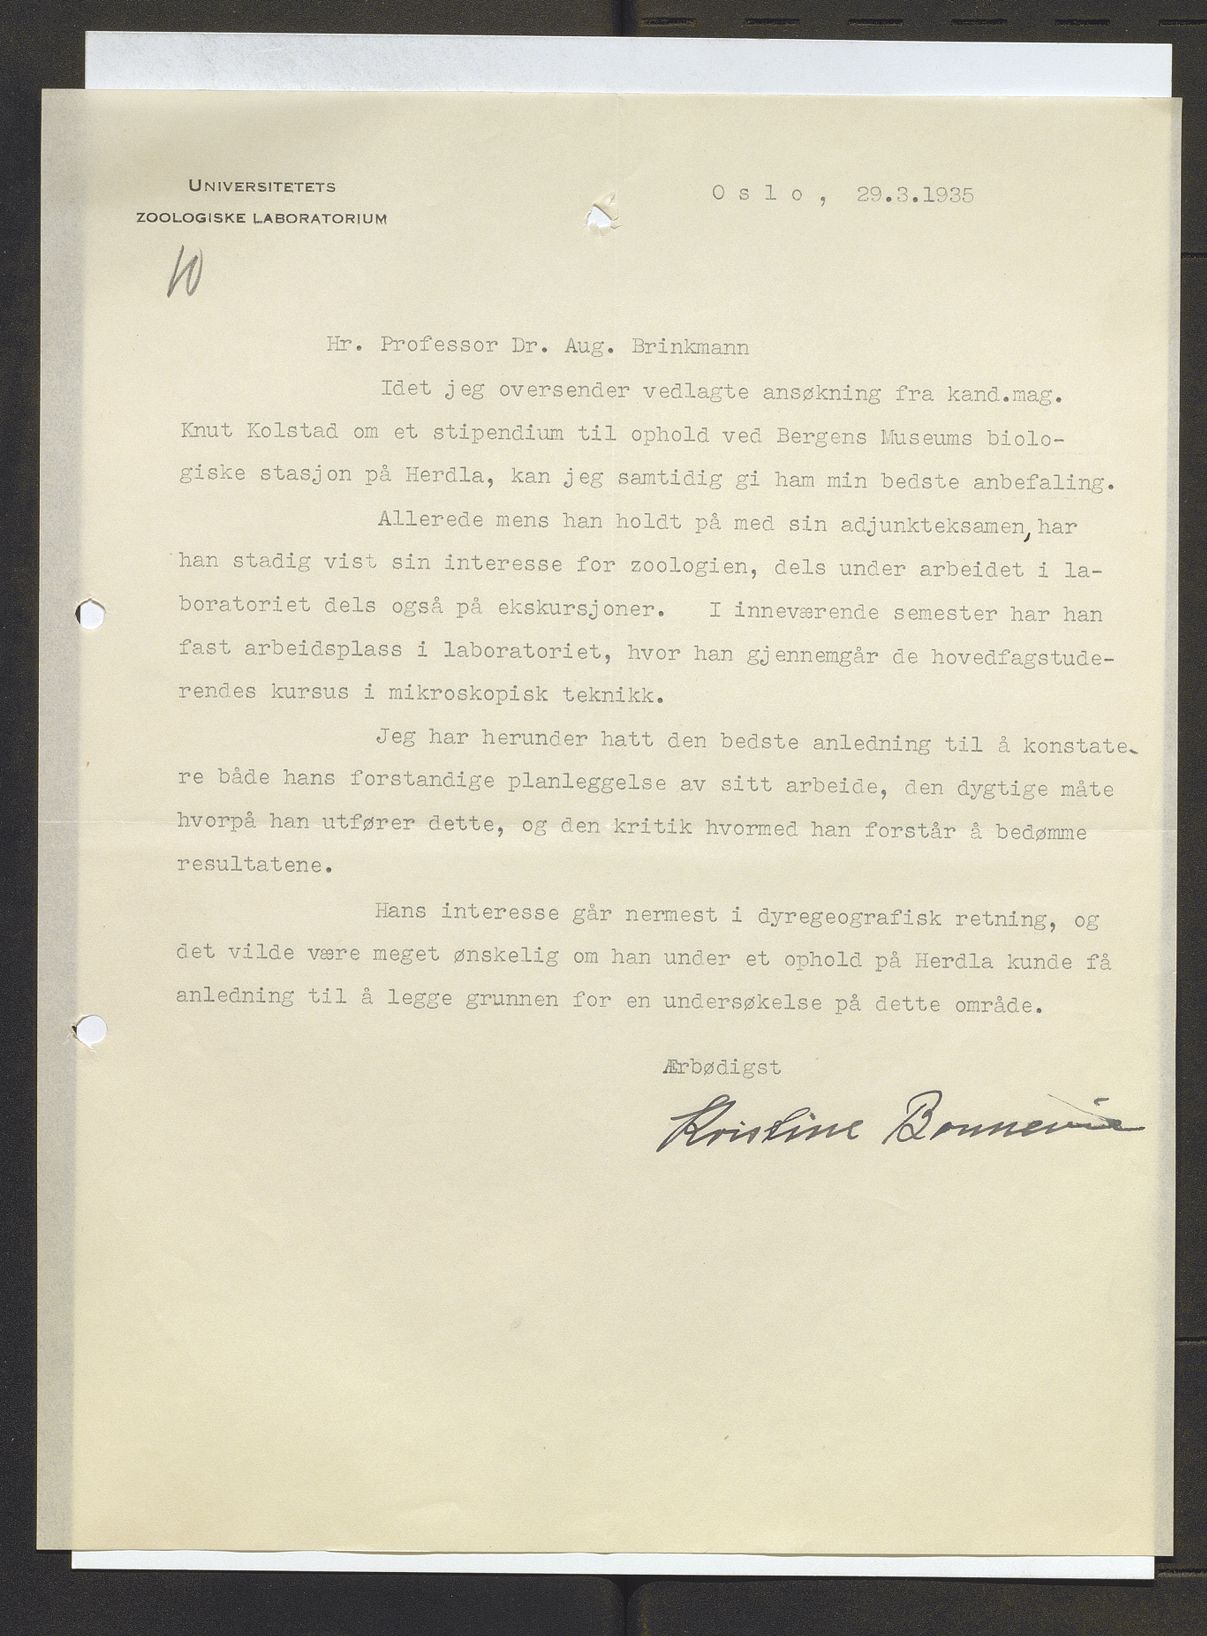 UNIVERSITETETS
ZOOLOGISKE LABORATORIUM
Oslo, 29.3.1935
10
Hr. Professor Dr. Aug. Brinkmann
Idet jeg oversender vedlagte ansøkning fra kand.mag.
Knut Kolstad om et stipendium til ophold ved Bergens Museums biolo-
giske stasjon på Herdla, kan jeg samtidig gi ham min bedste anbefaling.
Allerede mens han holdt på med sin adjunkteksamen, har
han stadig vist sin interesse for zoologien, dels under arbeidet i la-
boratoriet dels også på ekskursjoner. I inneværende semester har han
fast arbeidsplass i laboratoriet, hvor han gjennemgår de hovedfagstude-
rendes kursus i mikroskopisk teknikk.
Jeg har herunder hatt den bedste anledning til å konstate-
re både hans forstandige planleggelse av sitt arbeide, den dygtige måte
hvorpå han utfører dette, og den kritik hvormed han forstår å bedømme
resultatene.
Hans interesse går nermest i dyregeografisk retning, og
det vilde være meget ønskelig om han under et ophold på Herdla kunde få
anledning til å legge grunnen for en undersøkelse på dette område.
Ærbødigst
Kristine Bonnevie